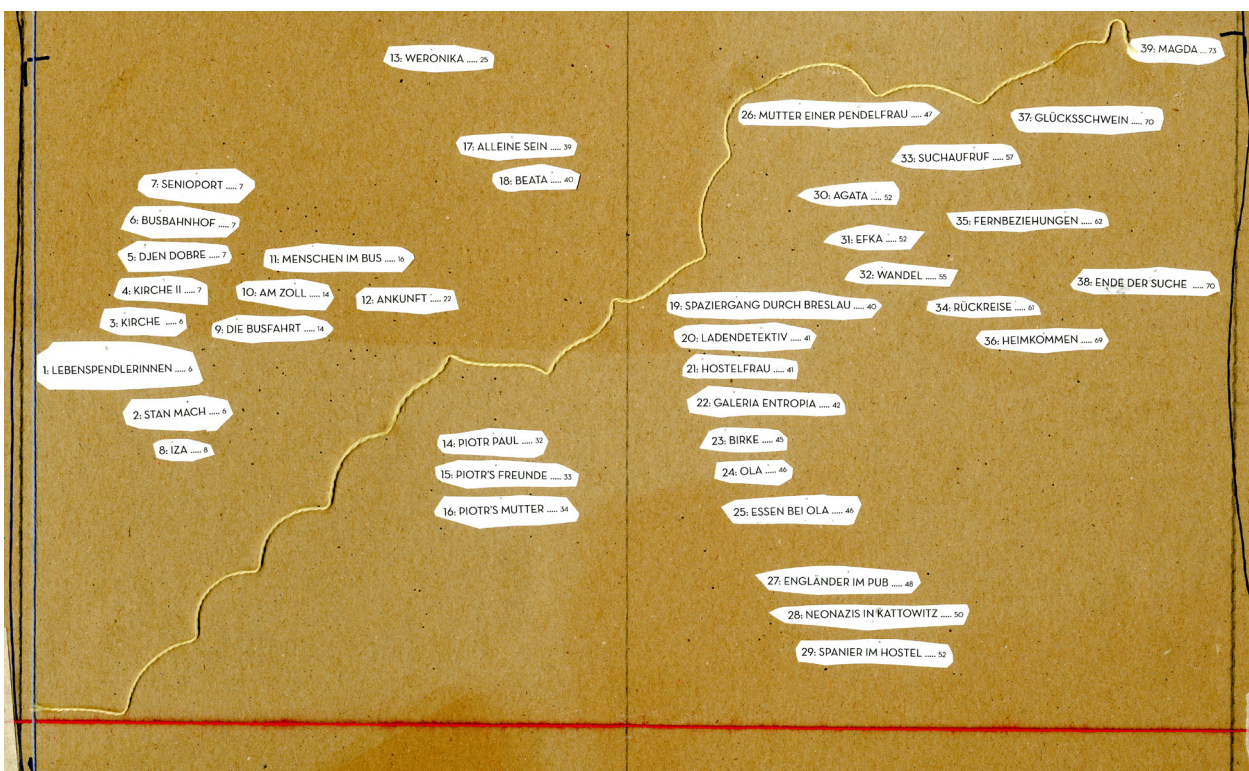 1: LEBENSPENDLERINNEN ..... 6
2: STAN MACH ..... 6
3: KIRCHE ..... 6
4: KIRCHE II ..... 7
5: DJEN DOBRE ..... 7
6: BUSBAHNHOF ..... 7
7: SENIOPORT ..... 7
8: IZA ..... 8
9: DIE BUSFAHRT ..... 14
10: AM ZOLL ..... 14
11: MENSCHEN IM BUS ..... 16
12: ANKUNFT ..... 22
13: WERONIKA ..... 25
14: PIOTR PAUL ..... 32
15: PIOTR'S FREUNDE ..... 33
16: PIOTR'S MUTTER ..... 34
17: ALLEINE SEIN ..... 39
18: BEATA ..... 40
19: SPAZIERGANG DURCH BRESLAU ..... 40
20: LADENDETEKTIV ..... 41
21: HOSTELFRAU ..... 41
22: GALERIA ENTROPIA ..... 42
23: BIRKE ..... 45
24: OLA ..... 46
25: ESSEN BEI OLA ..... 46
26: MUTTER EINER PENDELFRAU ..... 47
27: ENGLÄNDER IM PUB ..... 48
28: NEONAZIS IN KATTOWITZ ..... 50
29: SPANIER IM HOSTEL ..... 52
30: AGATA ..... 52
31: EFKA ..... 52
32: WANDEL ..... 55
33: SUCHAUFRUF ..... 57
34: RÜCKREISE ..... 61
35: FERNBEZIEHUNGEN ..... 62
36: HEIMKOMMEN ..... 69
37: GLÜCKSSCHWEIN ..... 70
38: ENDE DER SUCHE ..... 70
39: MAGDA .... 73